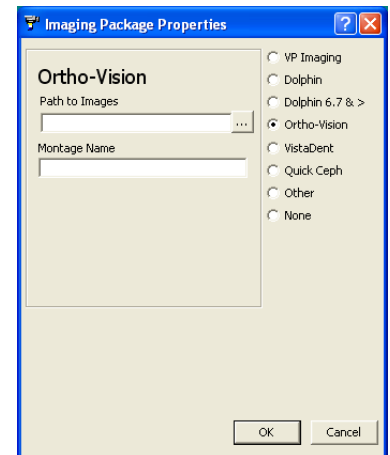 Imaging Package Properties
Ortho-Vision
Path to Images
...
Montage Name
VP Imaging
Dolphin
Dolphin 6.7 & >
Ortho-Vision
VistaDent
Quick Ceph
Other
None
OK
Cancel